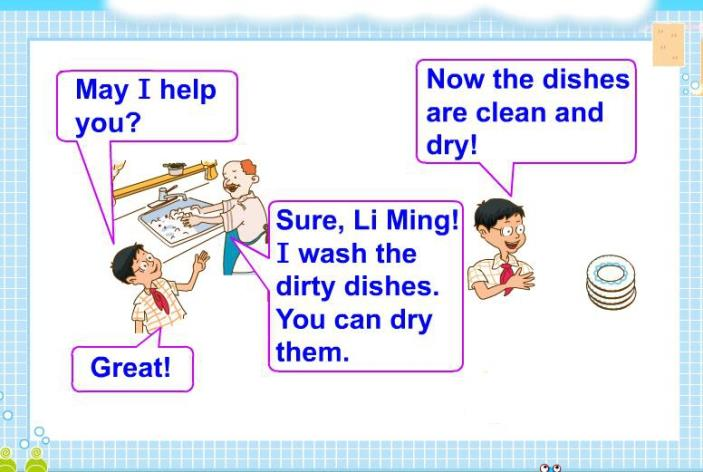 May I help
you?
Sure, Li Ming!
I wash the
dirty dishes.
You can dry
them.
Great!
Now the dishes
are clean and
dry!